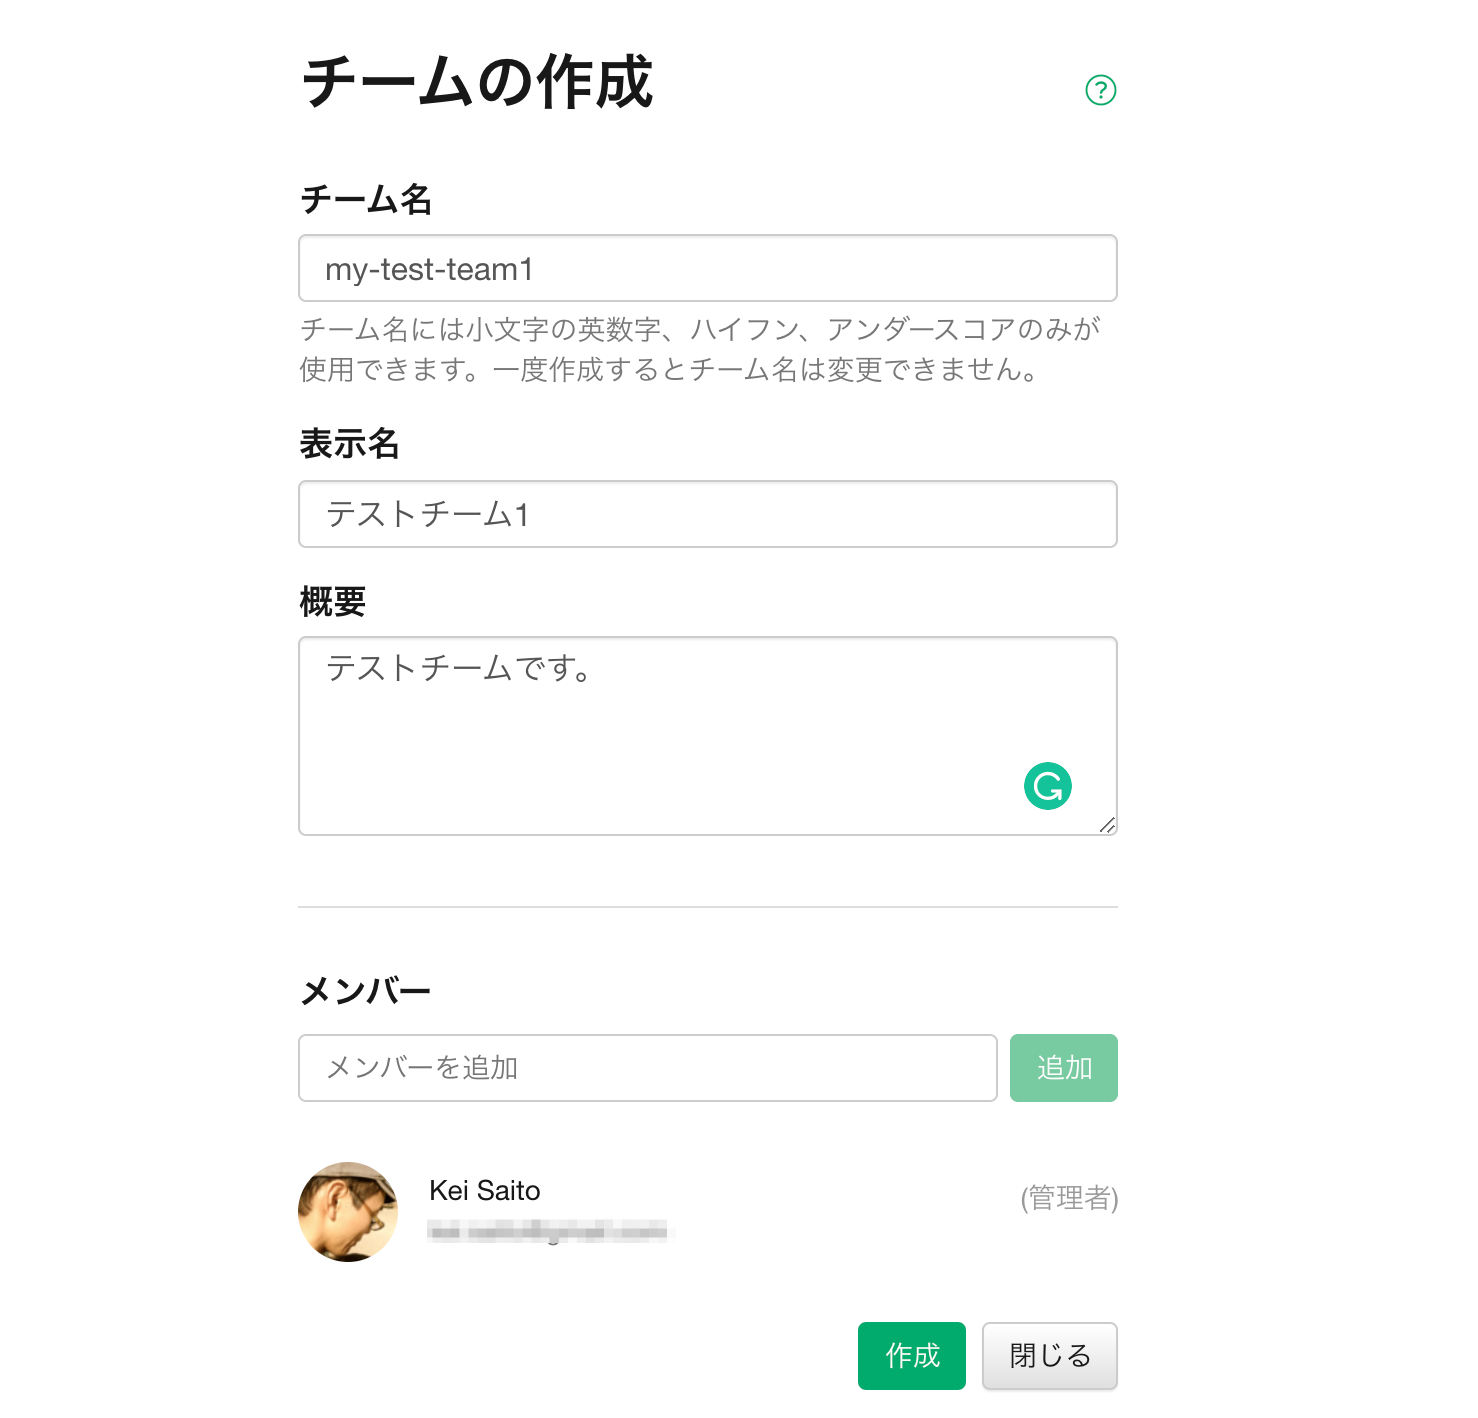 チームの作成
?
チーム名
my-test-team1
チーム名には小文字の英数字、ハイフン、アンダースコアのみが
使用できます。一度作成するとチーム名は変更できません。
表示名
テストチーム1
概要
テストチームです。
メンバー
メンバーを追加 追加
Kei Saito (管理者)
作成 閉じる